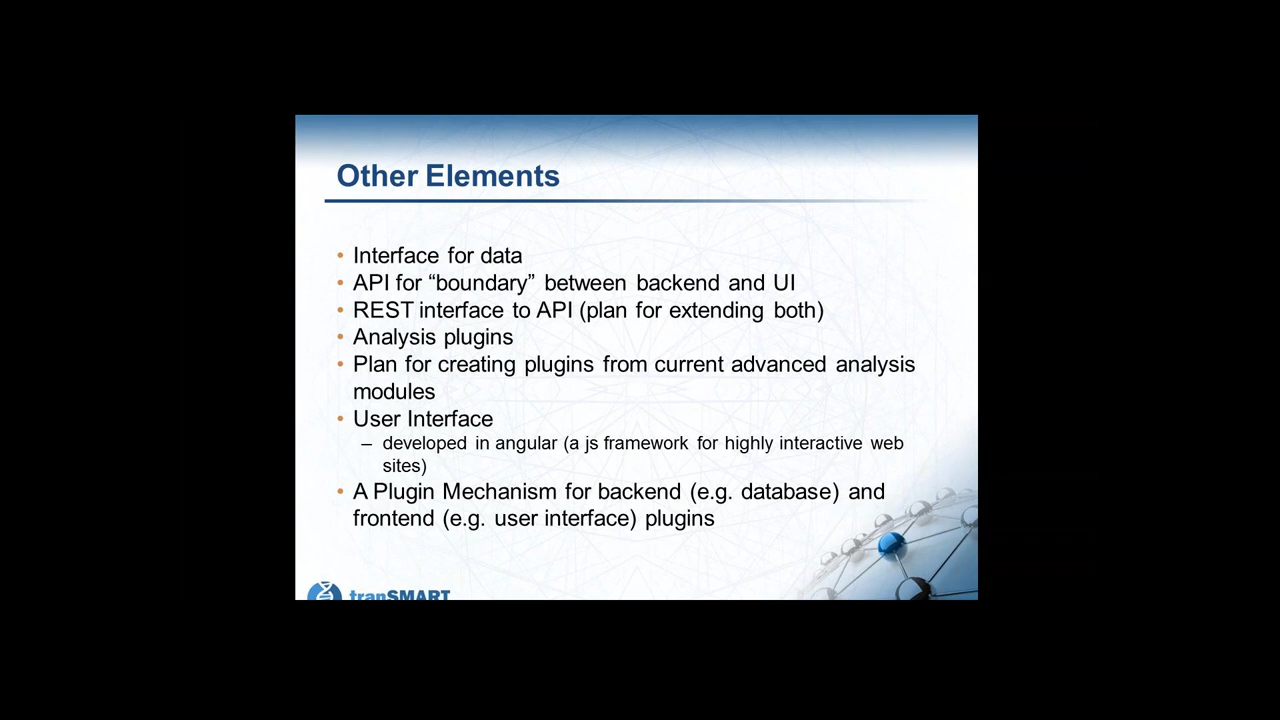 Other Elements
• Interface for data
• API for “boundary” between backend and UI
• REST interface to API (plan for extending both)
• Analysis plugins
• Plan for creating plugins from current advanced analysis
modules
• User Interface
– developed in angular (a js framework for highly interactive web
sites)
• A Plugin Mechanism for backend (e.g. database) and
frontend (e.g. user interface) plugins
tranSMART